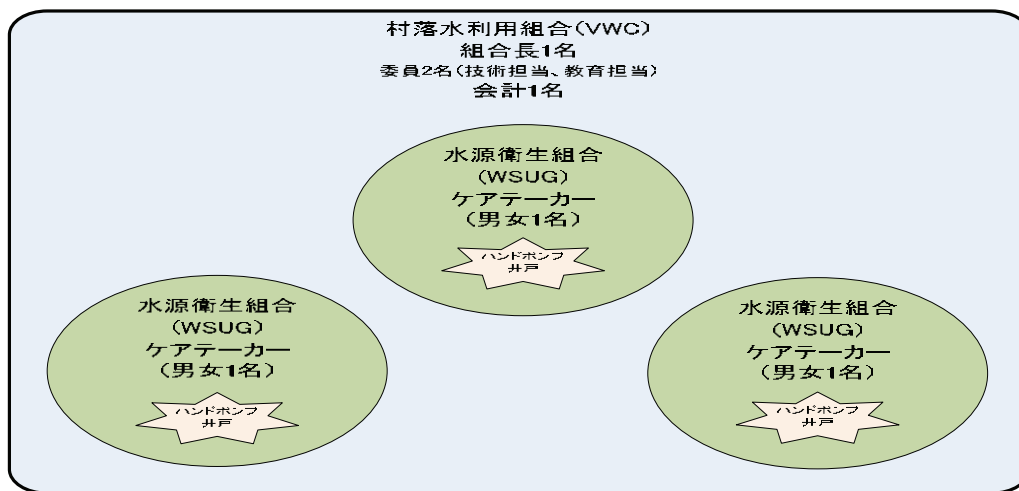 村落水利用組合(VWC)
組合長1名
委員2名(技術担当、教育担当)
会計1名
水源衛生組合
(WSUG)
ケアテーカー
(男女1名)
ハンドポンプ
井戸
水源衛生組合
(WSUG)
ケアテーカー
(男女1名)
ハンドポンプ
井戸
水源衛生組合
(WSUG)
ケアテーカー
(男女1名)
ハンドポンプ
井戸